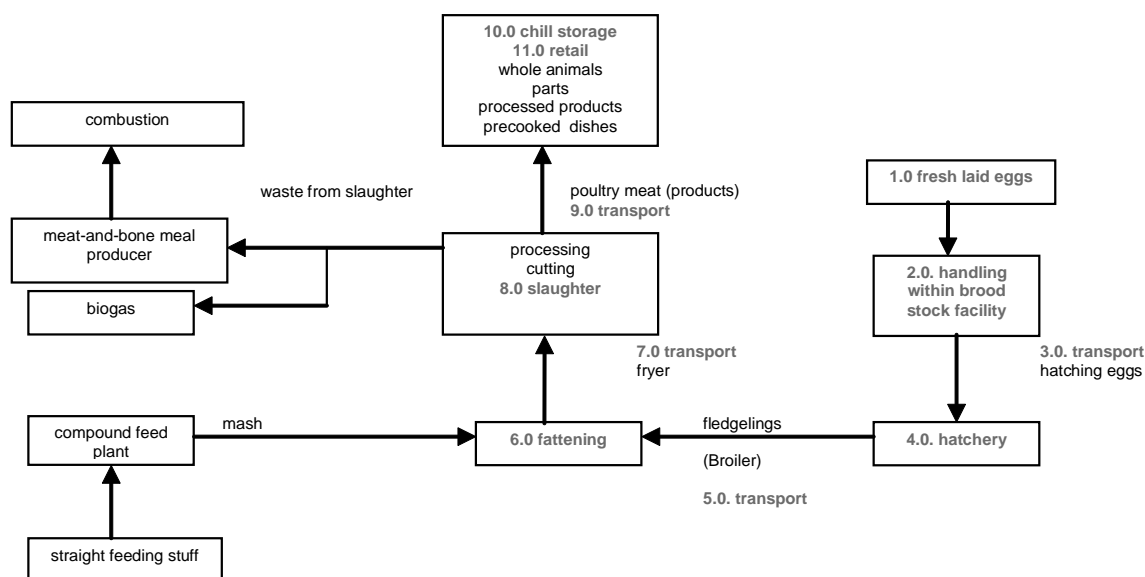 10.0 chill storage
11.0 retail
whole animals
parts
processed products
precooked dishes
combustion
waste from slaughter
poultry meat (products)
9.0 transport
1.0 fresh laid eggs
meat-and-bone meal
producer
processing
cutting
8.0 slaughter
2.0. handling
within brood
stock facility
biogas
7.0 transport
fryer
3.0. transport
hatching eggs
compound feed
plant
mash
6.0 fattening
fledgelings
(Broiler)
5.0. transport
4.0. hatchery
straight feeding stuff